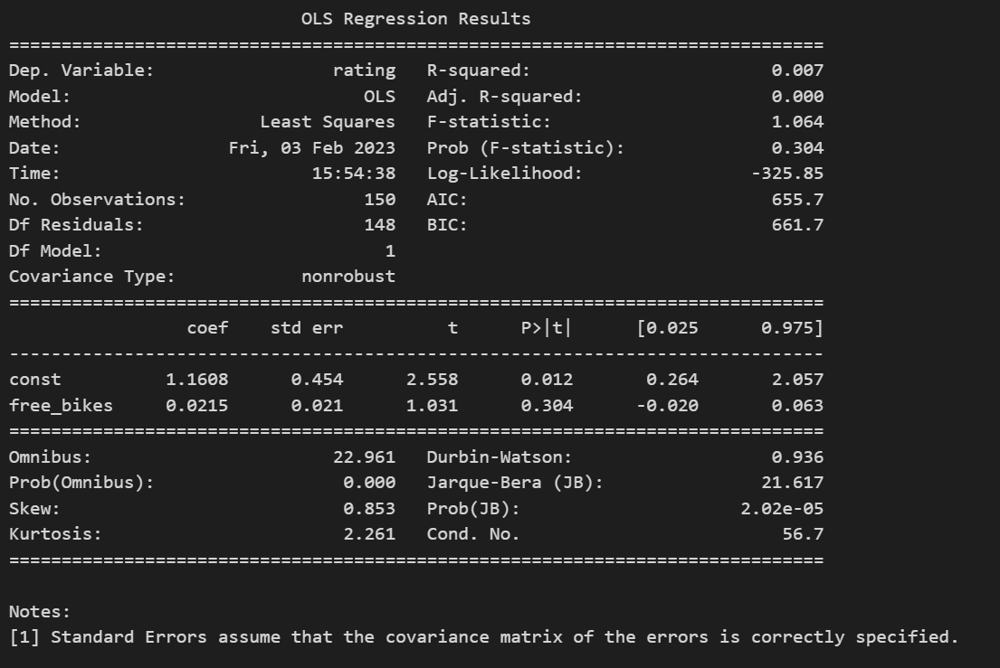 OLS Regression Results
==============================================================================
Dep. Variable:                 rating   R-squared:                       0.007
Model:                            OLS   Adj. R-squared:                  0.000
Method:                 Least Squares   F-statistic:                     1.064
Date:                Fri, 03 Feb 2023   Prob (F-statistic):              0.304
Time:                        15:54:38   Log-Likelihood:                -325.85
No. Observations:                 150   AIC:                             655.7
Df Residuals:                     148   BIC:                             661.7
Df Model:                           1
Covariance Type:            nonrobust
==============================================================================
                 coef    std err          t      P>|t|      [0.025      0.975]
------------------------------------------------------------------------------
const          1.1608      0.454      2.558      0.012       0.264       2.057
free_bikes     0.0215      0.021      1.031      0.304      -0.020       0.063
==============================================================================
Omnibus:                       22.961   Durbin-Watson:                   0.936
Prob(Omnibus):                  0.000   Jarque-Bera (JB):               21.617
Skew:                           0.853   Prob(JB):                     2.02e-05
Kurtosis:                       2.261   Cond. No.                         56.7
==============================================================================

Notes:
[1] Standard Errors assume that the covariance matrix of the errors is correctly specified.